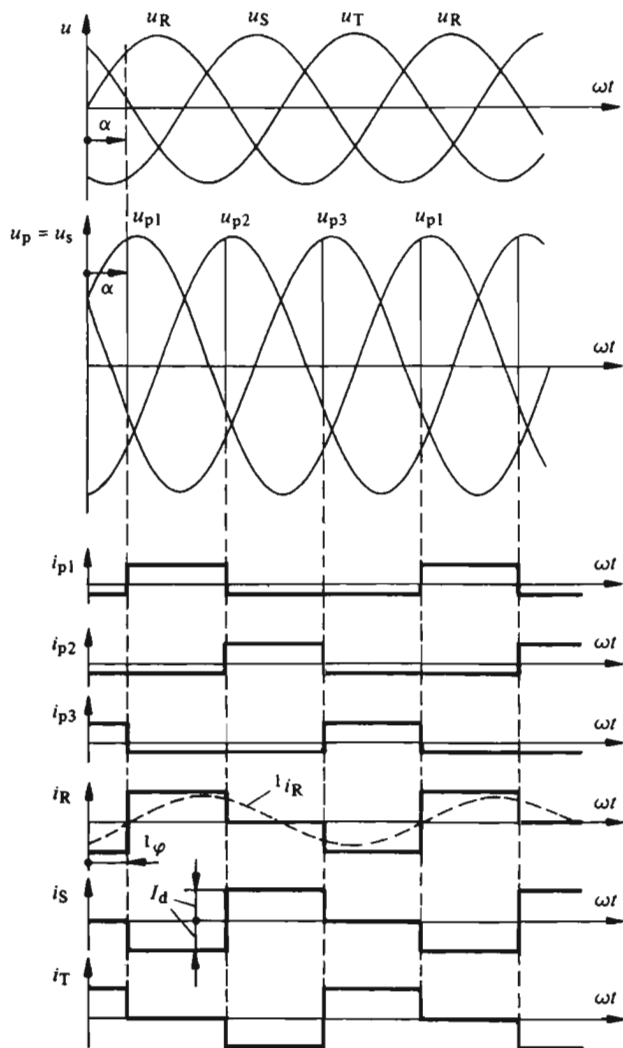 u u_R u_S u_T u_R
ωt
α
u_p = u_s u_p1 u_p2 u_p3 u_p1
α
ωt
i_p1 ωt
i_p2 ωt
i_p3 ωt
i_R ¹i_R ωt
¹φ
i_S I_d ωt
i_T ωt